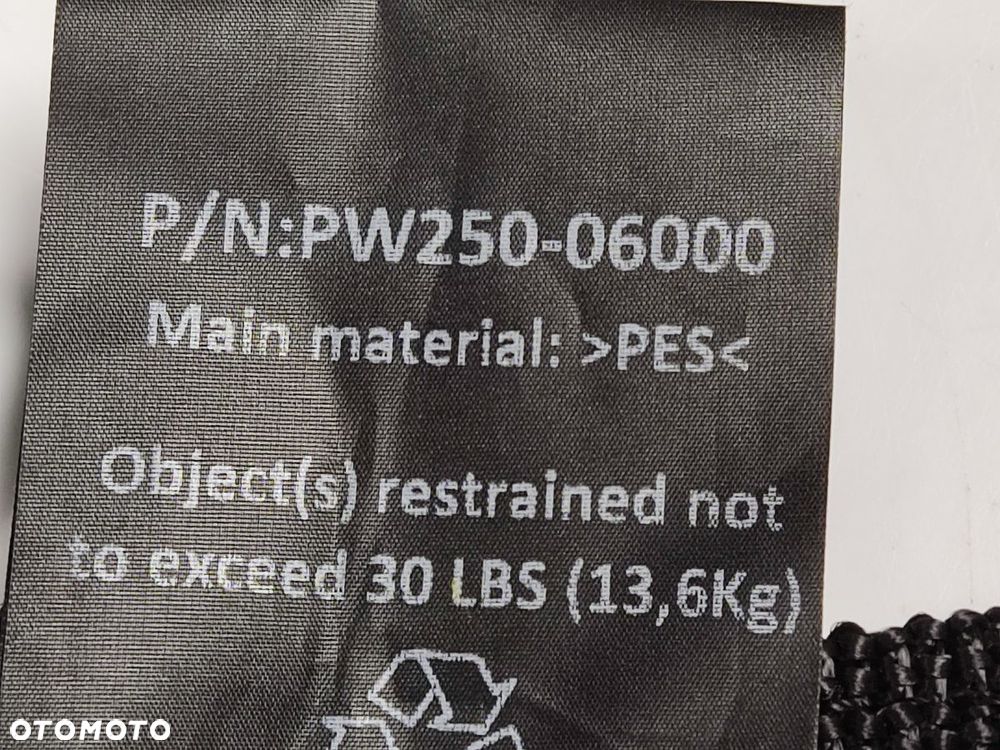 P/N:PW250-06000
Main material: >PES<
Object(s) restrained not
to exceed 30 LBS (13,6Kg)
OTOMOTO